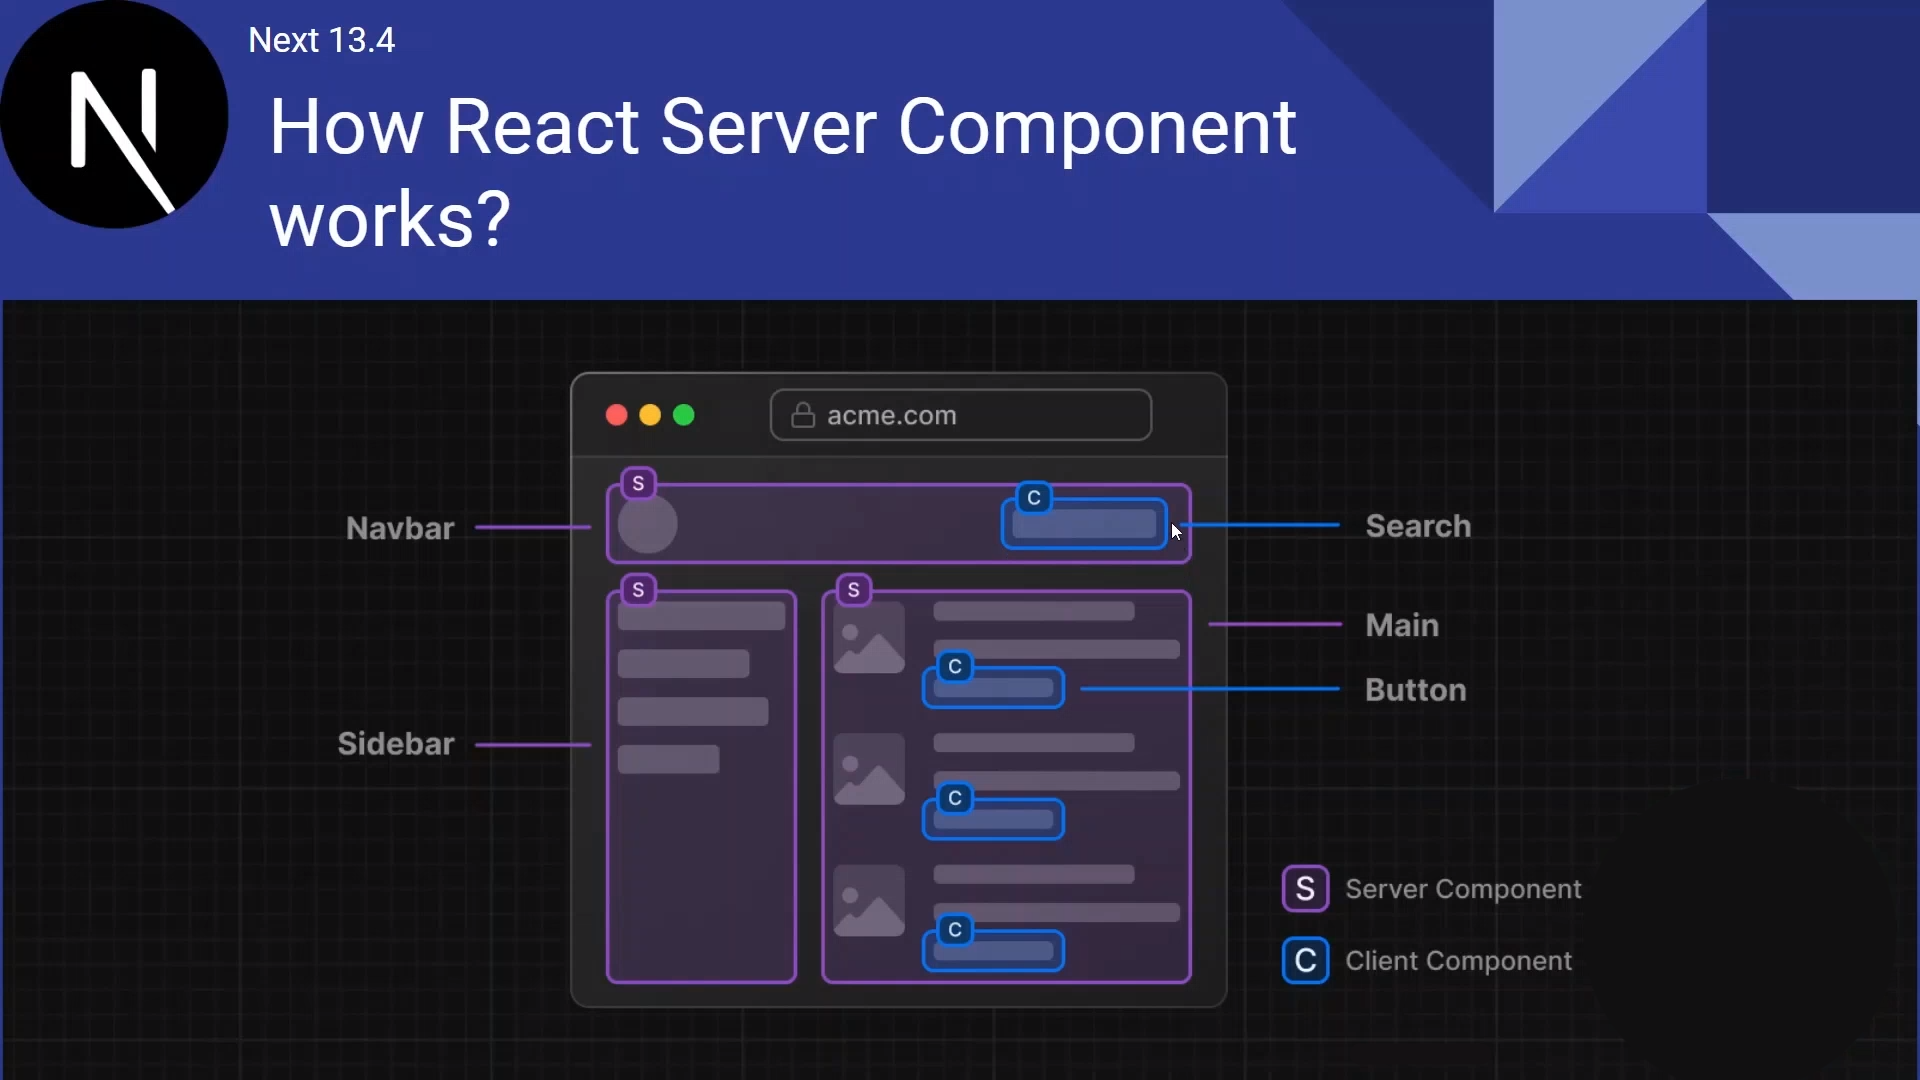 Next 13.4
How React Server Component
works?
acme.com
S
C
Navbar
Search
S
S
Main
C
Button
Sidebar
C
C
S Server Component
C Client Component